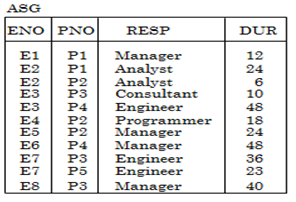 ASG
ENO PNO RESP DUR
E1 P1 Manager 12
E2 P1 Analyst 24
E2 P2 Analyst 6
E3 P3 Consultant 10
E3 P4 Engineer 48
E4 P2 Programmer 18
E5 P2 Manager 24
E6 P4 Manager 48
E7 P3 Engineer 36
E7 P5 Engineer 23
E8 P3 Manager 40